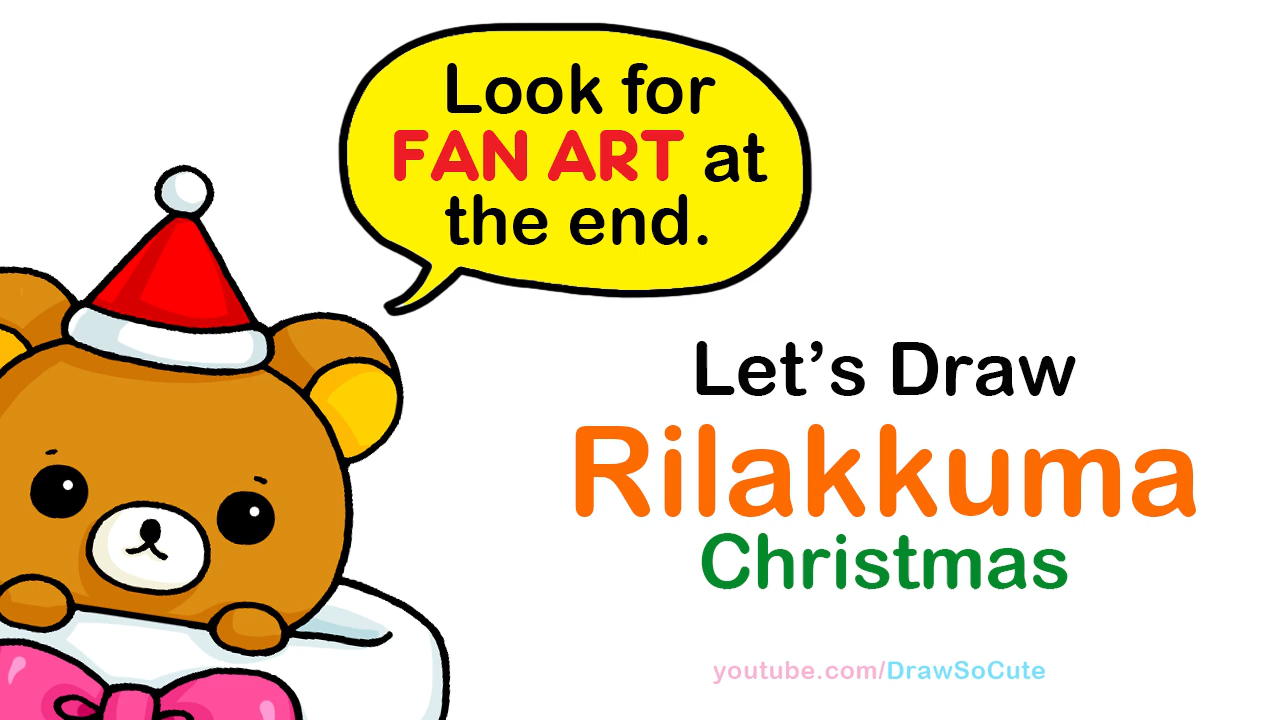 Look for
FAN ART at
the end.
Let’s Draw
Rilakkuma
Christmas
youtube.com/DrawSoCute